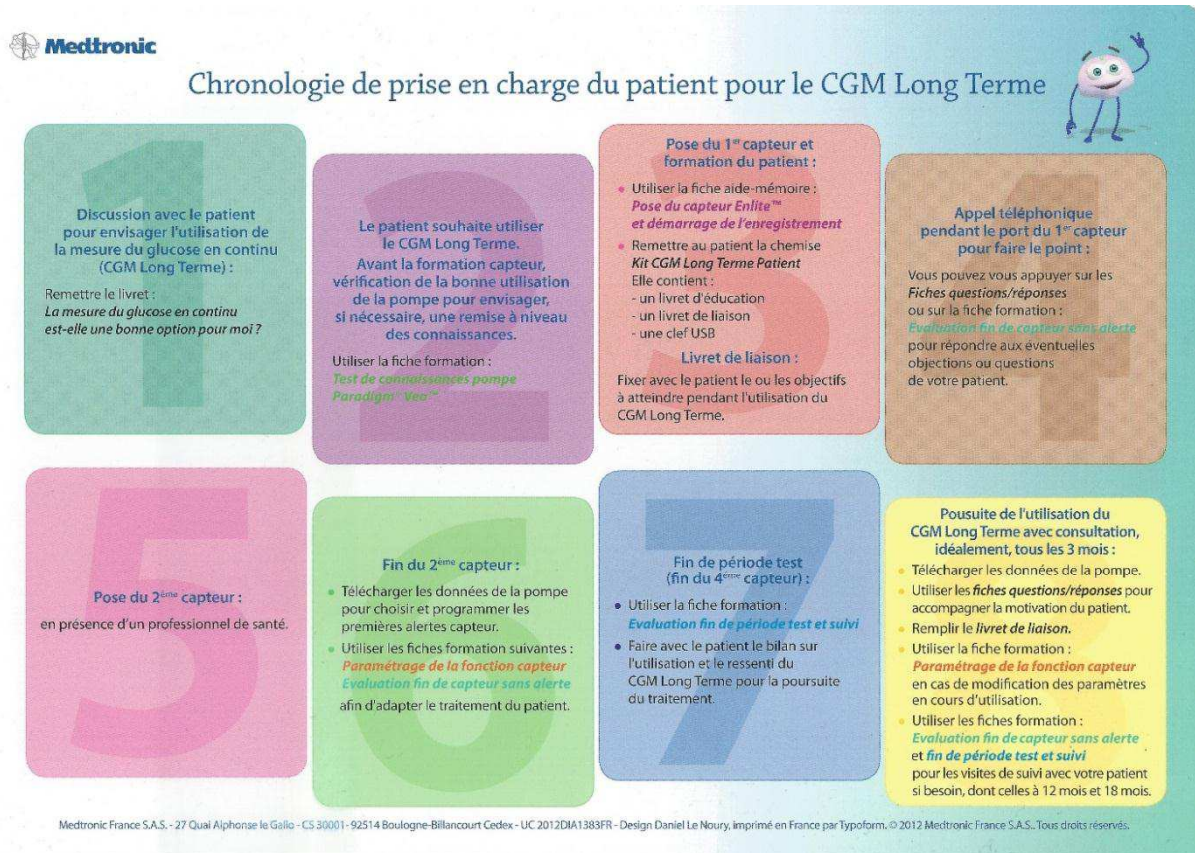 Medtronic
Chronologie de prise en charge du patient pour le CGM Long Terme
1
Discussion avec le patient
pour envisager l'utilisation de
la mesure du glucose en continu
(CGM Long Terme) :
Remettre le livret :
La mesure du glucose en continu
est-elle une bonne option pour moi ?
2
Le patient souhaite utiliser
le CGM Long Terme.
Avant la formation capteur,
vérification de la bonne utilisation
de la pompe pour envisager,
si nécessaire, une remise à niveau
des connaissances.
Utiliser la fiche formation :
Test de connaissances pompe
Paradigm® Veo™
3
Pose du 1er capteur et
formation du patient :
• Utiliser la fiche aide-mémoire :
Pose du capteur Enlite™
et démarrage de l'enregistrement
• Remettre au patient la chemise
Kit CGM Long Terme Patient
Elle contient :
- un livret d'éducation
- un livret de liaison
- une clef USB
Livret de liaison :
Fixer avec le patient le ou les objectifs
à atteindre pendant l'utilisation du
CGM Long Terme.
4
Appel téléphonique
pendant le port du 1er capteur
pour faire le point :
Vous pouvez vous appuyer sur les
Fiches questions/réponses
ou sur la fiche formation :
Evaluation fin de capteur sans alerte
pour répondre aux éventuelles
objections ou questions
de votre patient.
5
Pose du 2ème capteur :
en présence d'un professionnel de santé.
6
Fin du 2ème capteur :
• Télécharger les données de la pompe
pour choisir et programmer les
premières alertes capteur.
• Utiliser les fiches formation suivantes :
Paramétrage de la fonction capteur
Evaluation fin de capteur sans alerte
afin d'adapter le traitement du patient.
7
Fin de période test
(fin du 4ème capteur) :
• Utiliser la fiche formation :
Evaluation fin de période test et suivi
• Faire avec le patient le bilan sur
l'utilisation et le ressenti du
CGM Long Terme pour la poursuite
du traitement.
8
Pousuite de l'utilisation du
CGM Long Terme avec consultation,
idéalement, tous les 3 mois :
• Télécharger les données de la pompe.
• Utiliser les fiches questions/réponses pour
accompagner la motivation du patient.
• Remplir le livret de liaison.
• Utiliser la fiche formation :
Paramétrage de la fonction capteur
en cas de modification des paramètres
en cours d'utilisation.
• Utiliser les fiches formation :
Evaluation fin de capteur sans alerte
et fin de période test et suivi
pour les visites de suivi avec votre patient
si besoin, dont celles à 12 mois et 18 mois.
Medtronic France S.A.S. - 27 Quai Alphonse le Gallo - CS 30001- 92514 Boulogne-Billancourt Cedex - UC 2012DIA1383FR - Design Daniel Le Noury, imprimé en France par Typoform. © 2012 Medtronic France S.A.S.. Tous droits réservés.